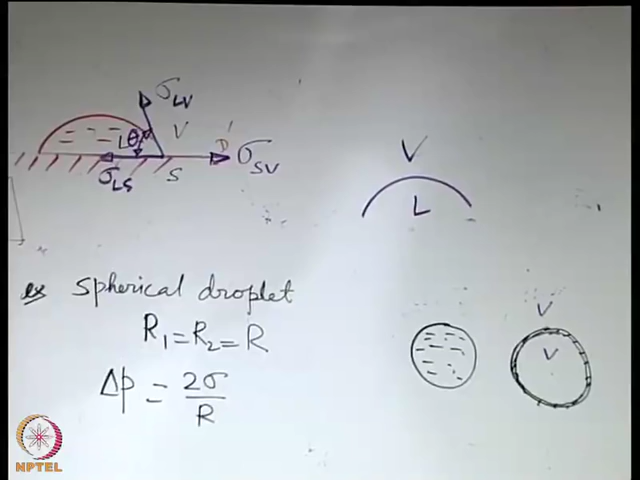 σLV
V
L θ
σSV
σLS
S
V
L
ex spherical droplet
R1=R2=R
Δp = 2σ/R
V
V
NPTEL